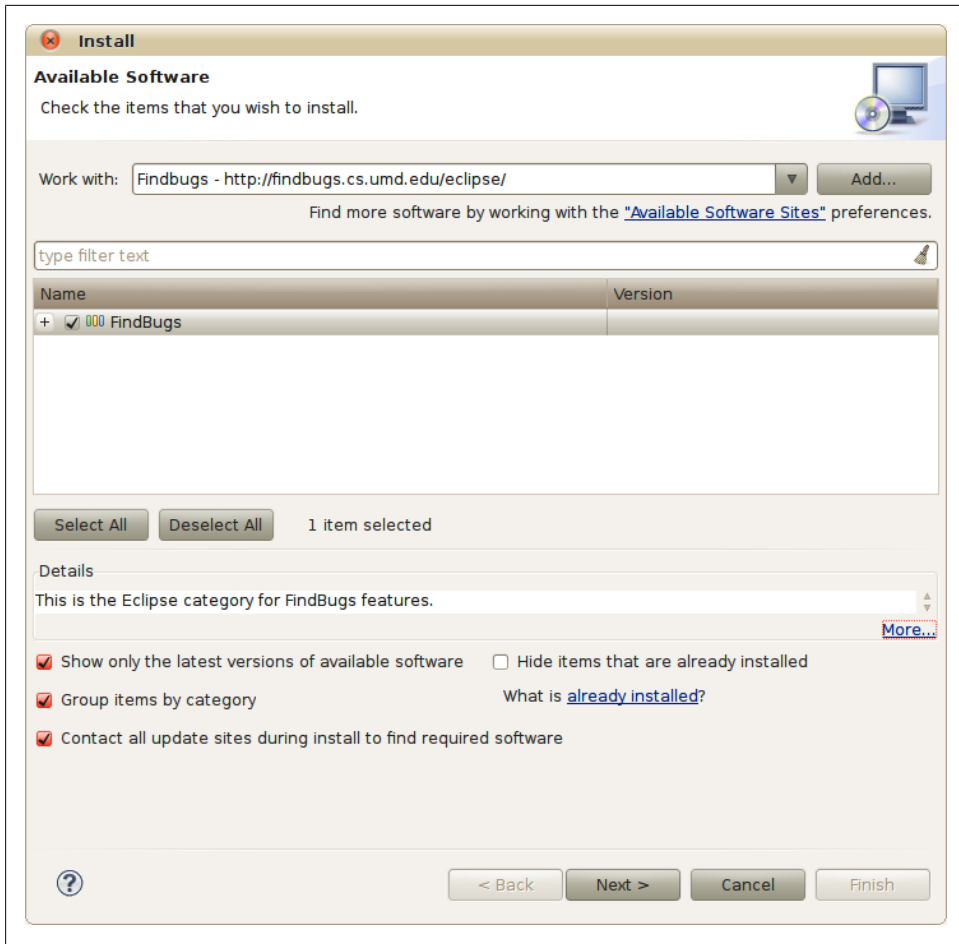 Install
Available Software
Check the items that you wish to install.
Work with: Findbugs - http://findbugs.cs.umd.edu/eclipse/ Add...
Find more software by working with the "Available Software Sites" preferences.
type filter text
Name Version
+ FindBugs
Select All Deselect All 1 item selected
Details
This is the Eclipse category for FindBugs features.
More...
Show only the latest versions of available software Hide items that are already installed
Group items by category What is already installed?
Contact all update sites during install to find required software
? < Back Next > Cancel Finish